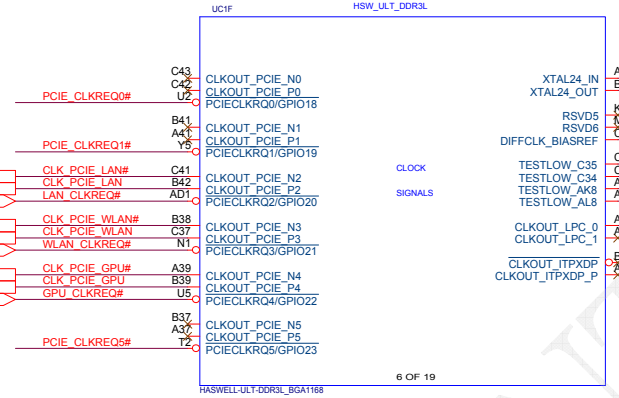 UC1F HSW_ULT_DDR3L
C43 CLKOUT_PCIE_N0 XTAL24_IN
C42 CLKOUT_PCIE_P0 XTAL24_OUT
PCIE_CLKREQ0# U2 PCIECLKRQ0/GPIO18
RSVD5
B41 CLKOUT_PCIE_N1 RSVD6
A41 CLKOUT_PCIE_P1 DIFFCLK_BIASREF
PCIE_CLKREQ1# Y5 PCIECLKRQ1/GPIO19
CLOCK TESTLOW_C35
CLK_PCIE_LAN# C41 CLKOUT_PCIE_N2 TESTLOW_C34
CLK_PCIE_LAN B42 CLKOUT_PCIE_P2 SIGNALS TESTLOW_AK8
LAN_CLKREQ# AD1 PCIECLKRQ2/GPIO20 TESTLOW_AL8
CLK_PCIE_WLAN# B38 CLKOUT_PCIE_N3 CLKOUT_LPC_0
CLK_PCIE_WLAN C37 CLKOUT_PCIE_P3 CLKOUT_LPC_1
WLAN_CLKREQ# N1 PCIECLKRQ3/GPIO21
CLKOUT_ITPXDP
CLK_PCIE_GPU# A39 CLKOUT_PCIE_N4 CLKOUT_ITPXDP_P
CLK_PCIE_GPU B39 CLKOUT_PCIE_P4
GPU_CLKREQ# U5 PCIECLKRQ4/GPIO22
B37 CLKOUT_PCIE_N5
A37 CLKOUT_PCIE_P5
PCIE_CLKREQ5# T2 PCIECLKRQ5/GPIO23
6 OF 19
HASWELL-ULT-DDR3L_BGA1168